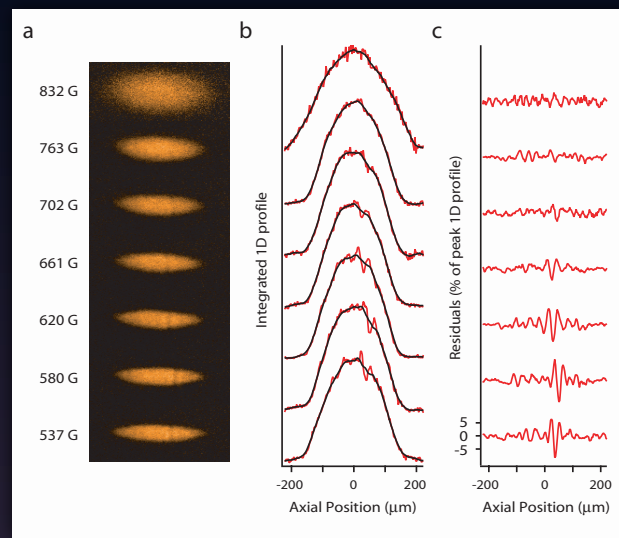 a
832 G
763 G
702 G
661 G
620 G
580 G
537 G
b
Integrated 1D profile
-200
0
200
Axial Position (μm)
c
Residuals (% of peak 1D profile)
5
0
-5
-200
0
200
Axial Position (μm)